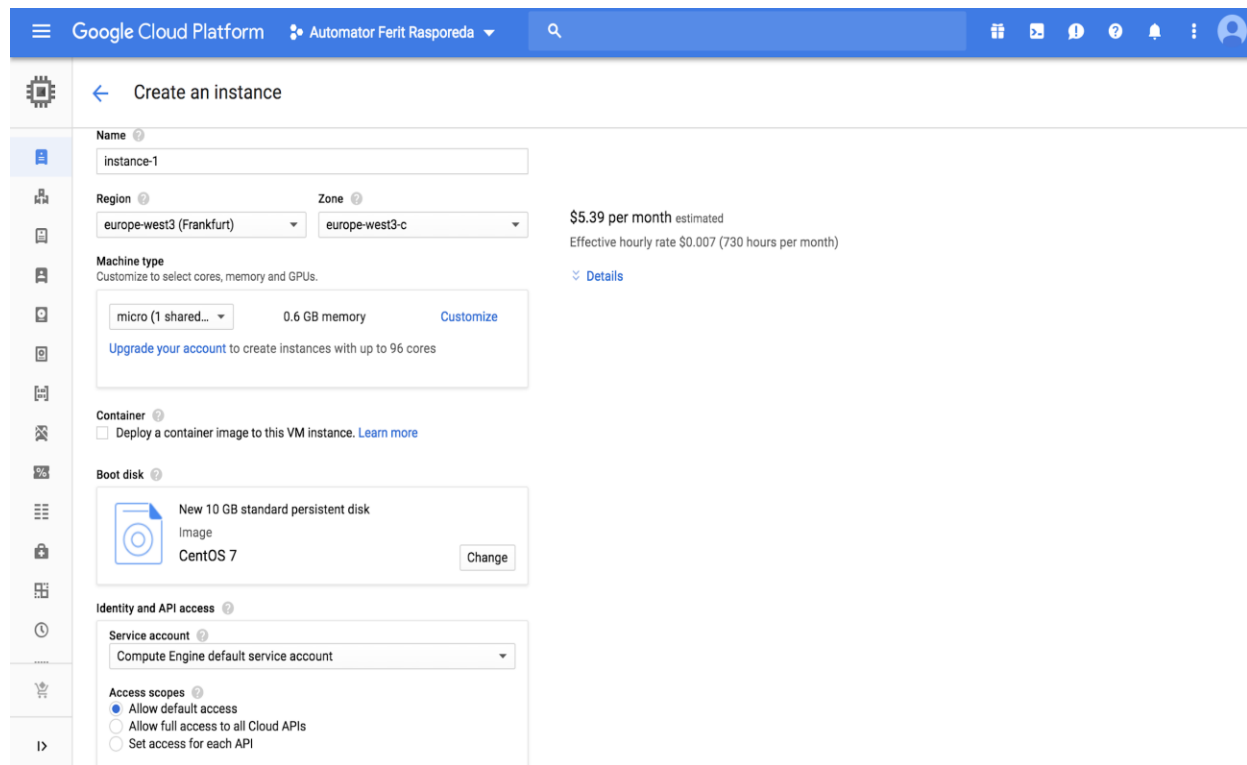 Google Cloud Platform Automator Ferit Rasporeda
Create an instance
Name
instance-1
Region Zone
europe-west3 (Frankfurt) europe-west3-c
$5.39 per month estimated
Effective hourly rate $0.007 (730 hours per month)
Details
Machine type
Customize to select cores, memory and GPUs.
micro (1 shared... 0.6 GB memory Customize
Upgrade your account to create instances with up to 96 cores
Container
Deploy a container image to this VM instance. Learn more
Boot disk
New 10 GB standard persistent disk
Image
CentOS 7
Change
Identity and API access
Service account
Compute Engine default service account
Access scopes
Allow default access
Allow full access to all Cloud APIs
Set access for each API